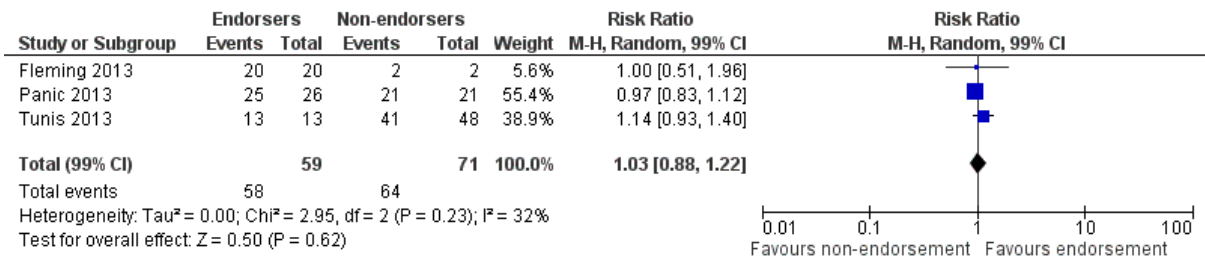 Endorsers Non-endorsers Risk Ratio Risk Ratio
Study or Subgroup Events Total Events Total Weight M-H, Random, 99% CI M-H, Random, 99% CI
Fleming 2013 20 20 2 2 5.6% 1.00 [0.51, 1.96]
Panic 2013 25 26 21 21 55.4% 0.97 [0.83, 1.12]
Tunis 2013 13 13 41 48 38.9% 1.14 [0.93, 1.40]
Total (99% CI) 59 71 100.0% 1.03 [0.88, 1.22]
Total events 58 64
Heterogeneity: Tau² = 0.00; Chi² = 2.95, df = 2 (P = 0.23); I² = 32%
Test for overall effect: Z = 0.50 (P = 0.62)
0.01 0.1 1 10 100
Favours non-endorsement Favours endorsement